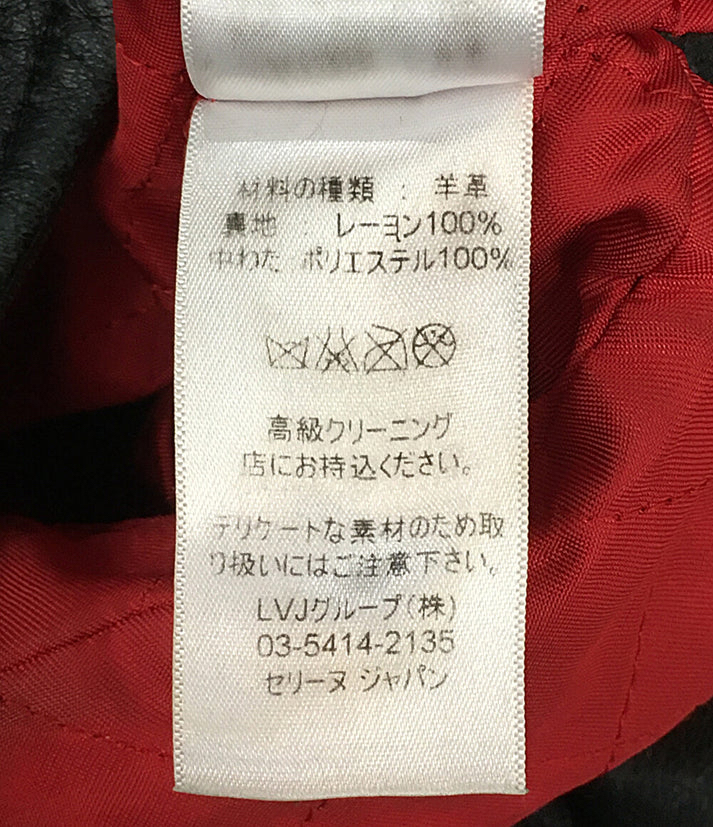 材料の種類 : 羊革
裏地 : レーヨン100%
中わた ポリエステル100%
高級クリーニング
店にお持込ください。
デリケートな素材のため取
り扱いにはご注意下さい。
LVJグループ(株)
03-5414-2135
セリーヌ ジャパン